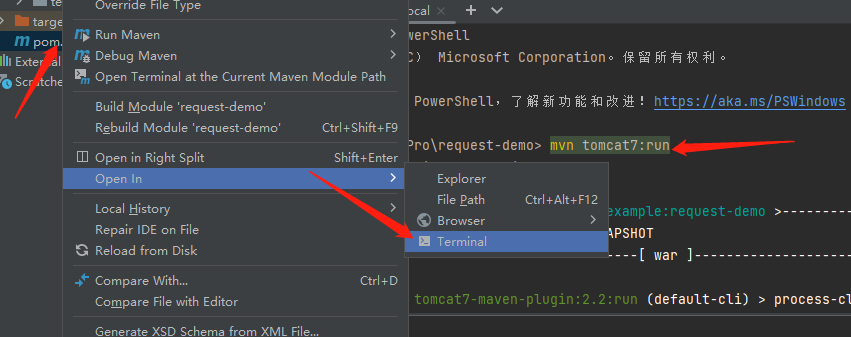 targe
pom.
External
Scratche
Override File Type
Run Maven
Debug Maven
Open Terminal at the Current Maven Module Path
Build Module 'request-demo'
Rebuild Module 'request-demo' Ctrl+Shift+F9
Open in Right Split Shift+Enter
Open In
Local History
Repair IDE on File
Reload from Disk
Compare With... Ctrl+D
Compare File with Editor
Generate XSD Schema from XML File...
Explorer
File Path Ctrl+Alt+F12
Browser
Terminal
ocal
owerShell
C) Microsoft Corporation。保留所有权利。
PowerShell，了解新功能和改进！https://aka.ms/PSWindows
Pro\request-demo> mvn tomcat7:run
example:request-demo >---------
APSHOT
----[ war ]--------------------
tomcat7-maven-plugin:2.2:run (default-cli) > process-cl